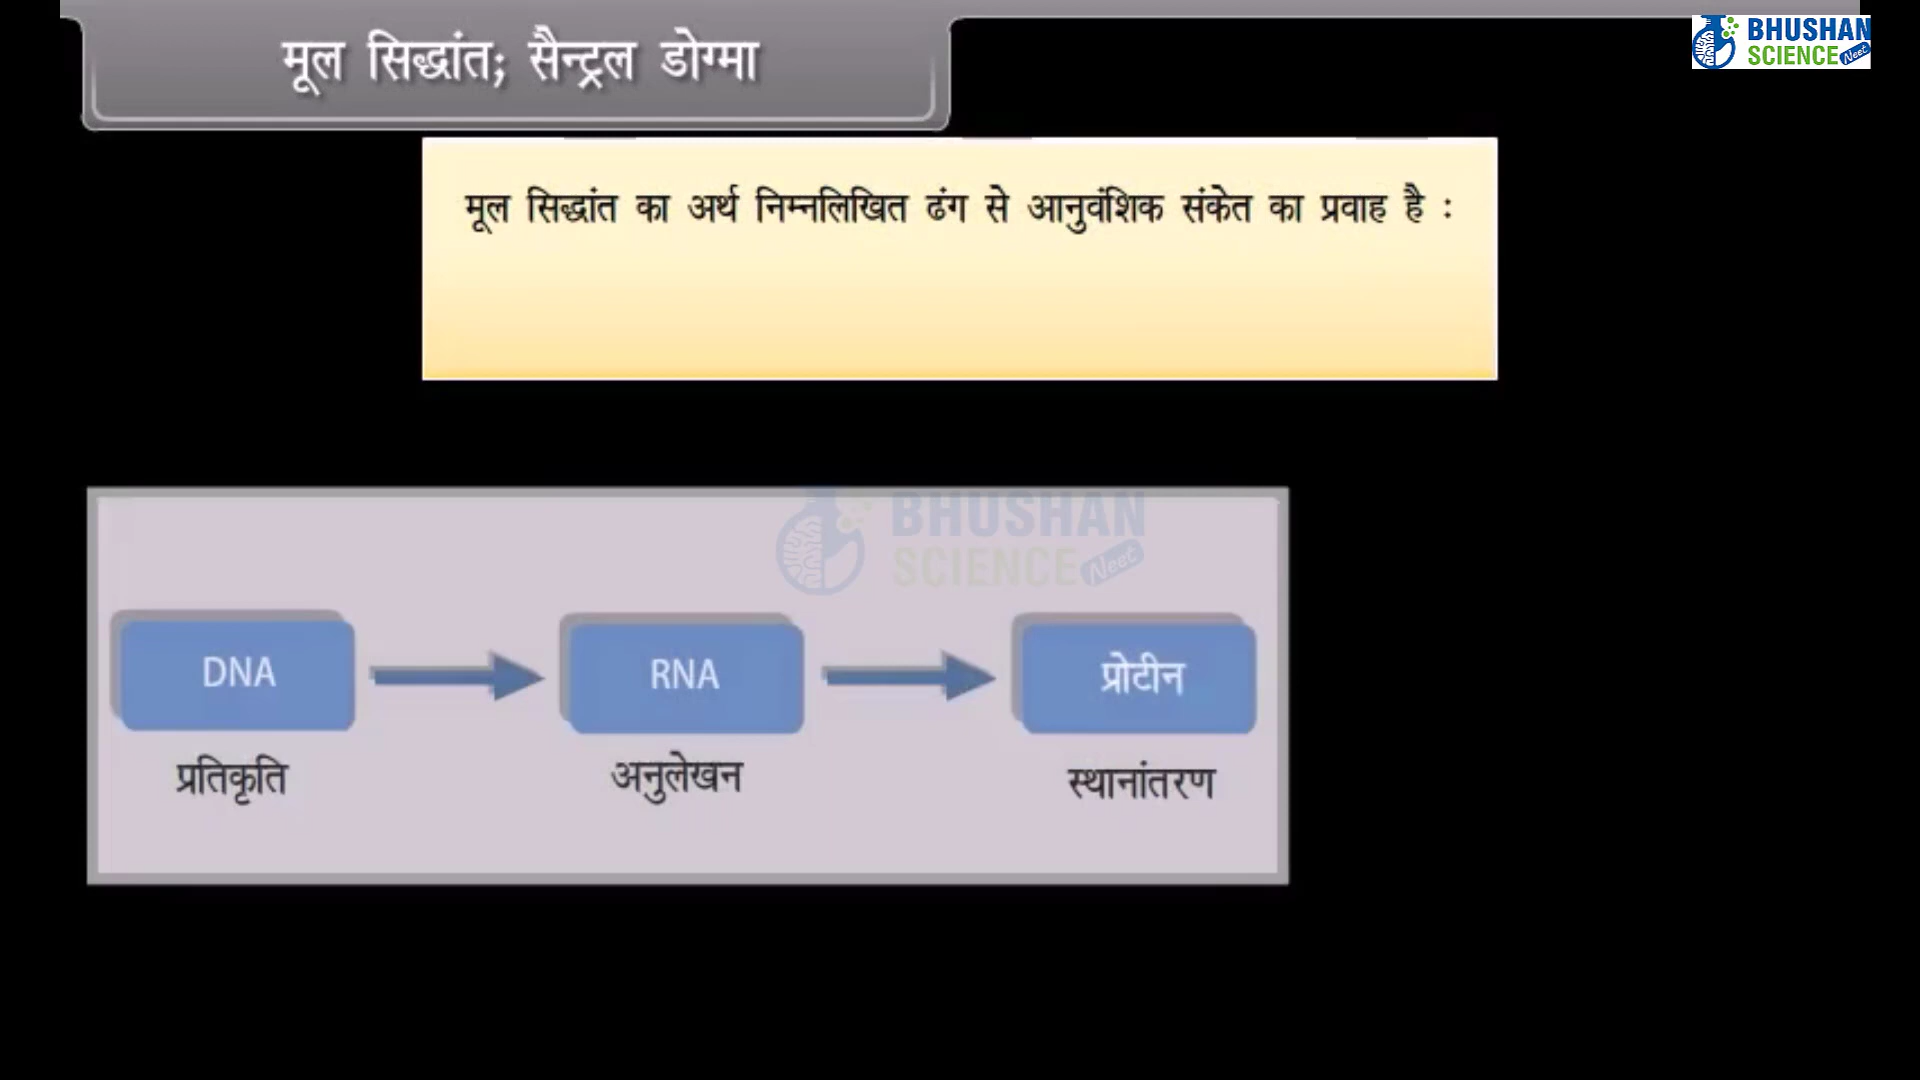 मूल सिद्धांत; सैन्ट्रल डोग्मा
BHUSHAN
SCIENCE Neet
मूल सिद्धांत का अर्थ निम्नलिखित ढंग से आनुवंशिक संकेत का प्रवाह है :
BHUSHAN
SCIENCE Neet
DNA
RNA
प्रोटीन
प्रतिकृति
अनुलेखन
स्थानांतरण